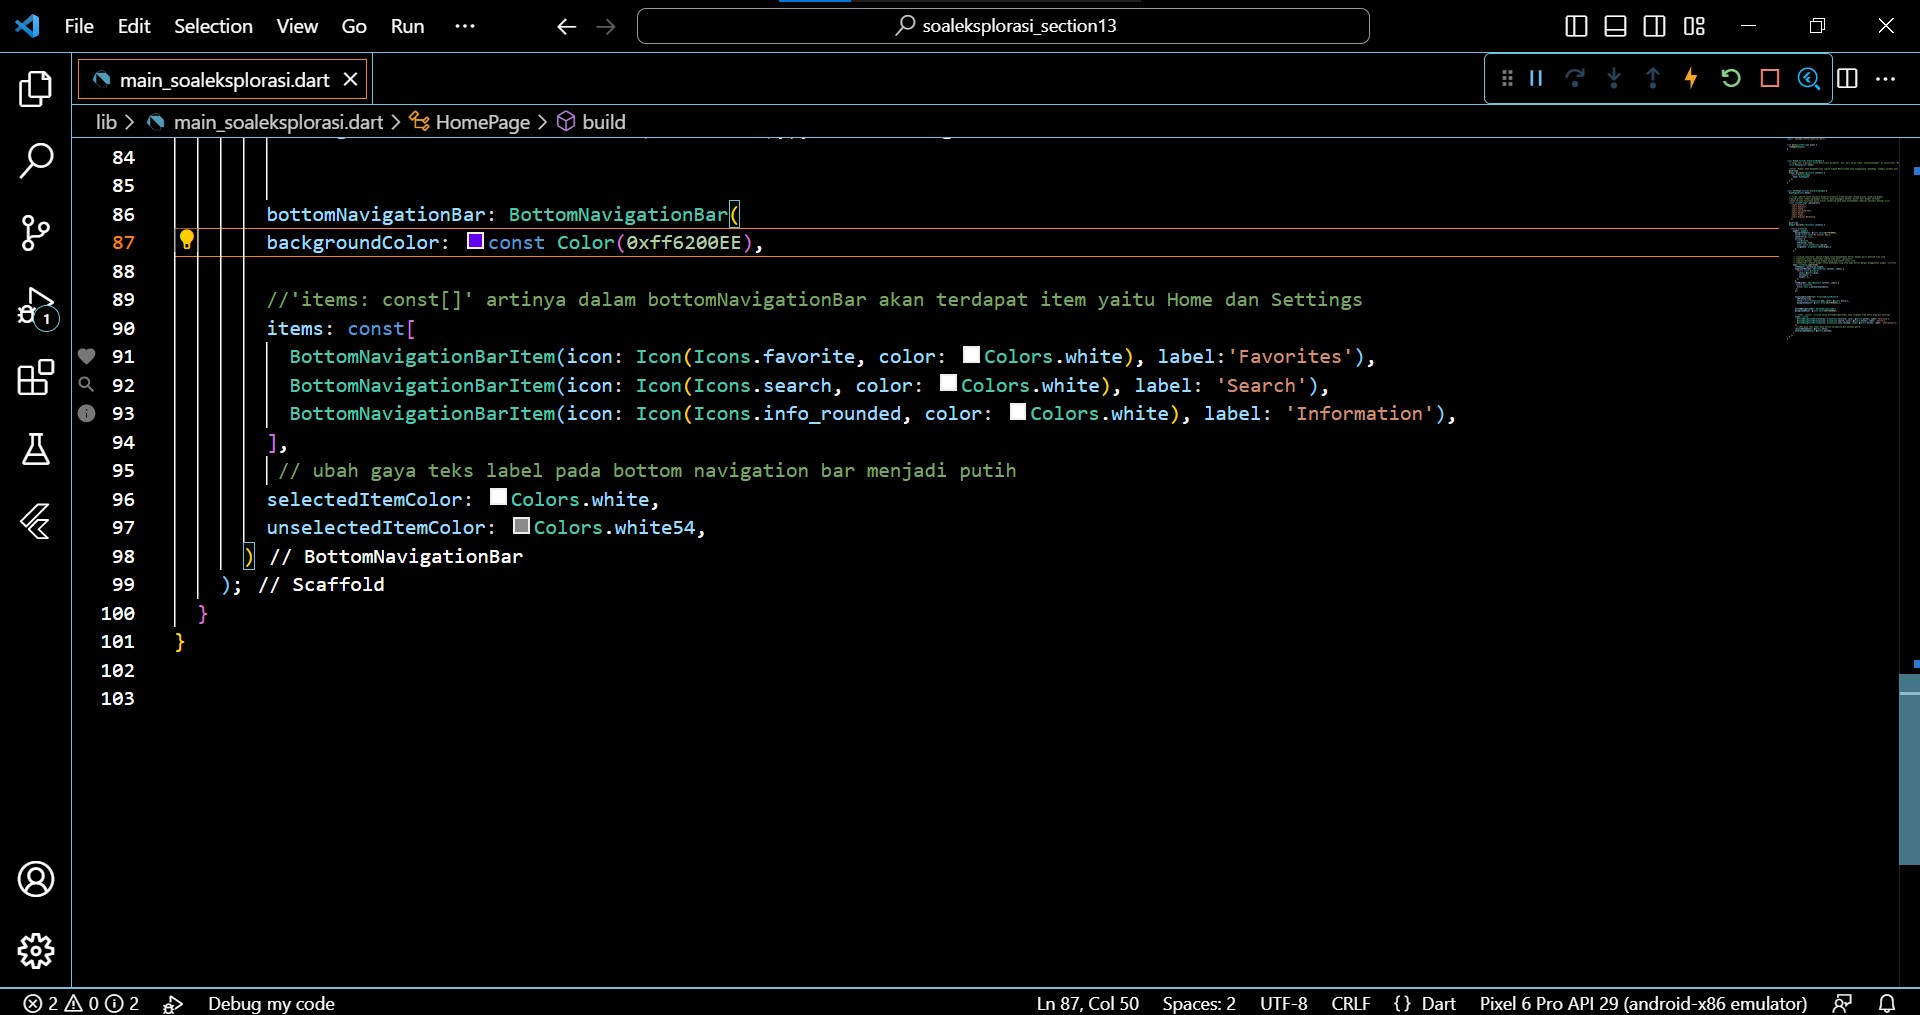 File Edit Selection View Go Run ··· soaleksplorasi_section13
main_soaleksplorasi.dart
lib > main_soaleksplorasi.dart > HomePage > build
84
85
86 bottomNavigationBar: BottomNavigationBar(
87 backgroundColor: const Color(0xff6200EE),
88
89 //'items: const[]' artinya dalam bottomNavigationBar akan terdapat item yaitu Home dan Settings
90 items: const[
91 BottomNavigationBarItem(icon: Icon(Icons.favorite, color: Colors.white), label:'Favorites'),
92 BottomNavigationBarItem(icon: Icon(Icons.search, color: Colors.white), label: 'Search'),
93 BottomNavigationBarItem(icon: Icon(Icons.info_rounded, color: Colors.white), label: 'Information'),
94 ],
95 // ubah gaya teks label pada bottom navigation bar menjadi putih
96 selectedItemColor: Colors.white,
97 unselectedItemColor: Colors.white54,
98 ) // BottomNavigationBar
99 ); // Scaffold
100 }
101 }
102
103
1
2 0 2 Debug my code Ln 87, Col 50 Spaces: 2 UTF-8 CRLF {} Dart Pixel 6 Pro API 29 (android-x86 emulator)